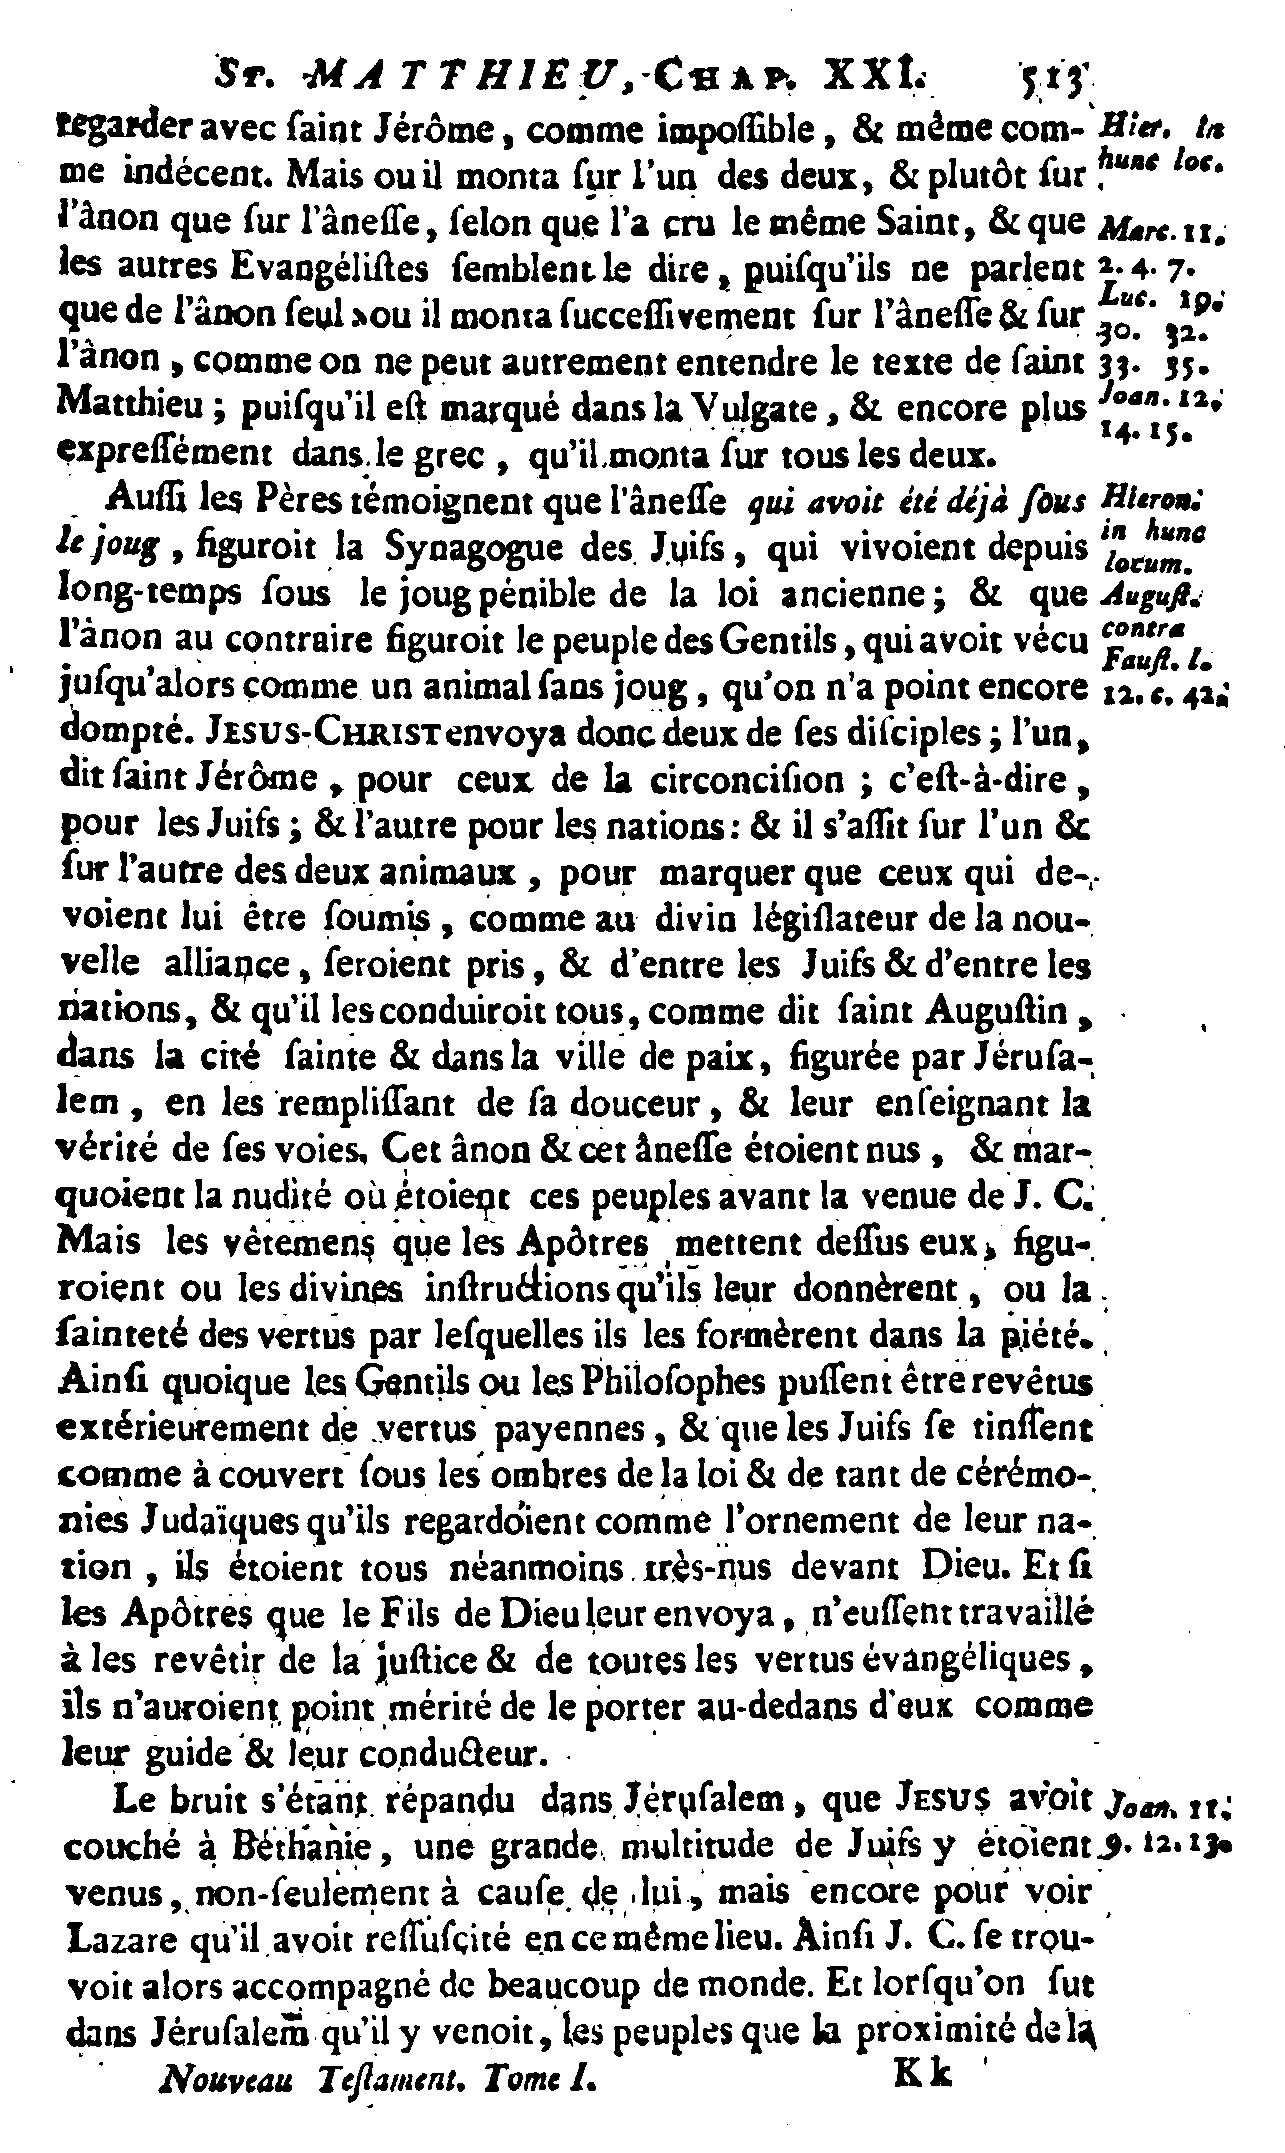 St. MATTHIEU, CHAP. XXI. 513
regarder avec ſaint Jérôme, comme impoſſible, & même com-
me indécent. Mais ou il monta ſur l'un des deux, & plutôt ſur
l'ânon que ſur l'âneſſe, ſelon que l'a cru le même Saint, & que
les autres Evangéliſtes ſemblent le dire, puiſqu'ils ne parlent
que de l'ânon ſeul, ou il monta ſucceſſivement ſur l'âneſſe & ſur
l'ânon, comme on ne peut autrement entendre le texte de ſaint
Matthieu ; puiſqu'il eſt marqué dans la Vulgate, & encore plus
expreſſément dans le grec, qu'il monta ſur tous les deux.
Hier. in
hunc loc.
Marc. 11.
2. 4. 7.
Luc. 19.
30. 32.
33. 35.
Joan. 12.
14. 15.
Auſſi les Pères témoignent que l'âneſſe qui avoit été déjà ſous
le joug, figuroit la Synagogue des Juifs, qui vivoient depuis
long-temps ſous le joug pénible de la loi ancienne ; & que
l'ânon au contraire figuroit le peuple des Gentils, qui avoit vécu
juſqu'alors comme un animal ſans joug, qu'on n'a point encore
dompté. JESUS-CHRIST envoya donc deux de ſes diſciples ; l'un,
dit ſaint Jérôme, pour ceux de la circonciſion ; c'eſt-à-dire,
pour les Juifs ; & l'autre pour les nations : & il s'aſſit ſur l'un &
ſur l'autre des deux animaux, pour marquer que ceux qui de-
voient lui être ſoumis, comme au divin légiſlateur de la nou-
velle alliance, ſeroient pris, & d'entre les Juifs & d'entre les
nations, & qu'il les conduiroit tous, comme dit ſaint Auguſtin,
dans la cité ſainte & dans la ville de paix, figurée par Jéruſa-
lem, en les rempliſſant de ſa douceur, & leur enſeignant la
vérité de ſes voies. Cet ânon & cet âneſſe étoient nus, & mar-
quoient la nudité où étoient ces peuples avant la venue de J. C.
Mais les vêtemens que les Apôtres mettent deſſus eux, figu-
roient ou les divines inſtructions qu'ils leur donnèrent, ou la
ſainteté des vertus par leſquelles ils les formèrent dans la piété.
Ainſi quoique les Gentils ou les Philoſophes puſſent être revêtus
extérieurement de vertus payennes, & que les Juifs ſe tinſſent
comme à couvert ſous les ombres de la loi & de tant de cérémo-
nies Judaïques qu'ils regardoient comme l'ornement de leur na-
tion, ils étoient tous néanmoins très-nus devant Dieu. Et ſi
les Apôtres que le Fils de Dieu leur envoya, n'euſſent travaillé
à les revêtir de la juſtice & de toutes les vertus évangéliques,
ils n'auroient point mérité de le porter au-dedans d'eux comme
leur guide & leur conducteur.
Hieron.
in hunc
locum.
Auguſt.
contra
Fauſt. l.
12. c. 42.
Le bruit s'étant répandu dans Jéruſalem, que JESUS avoit
couché à Béthanie, une grande multitude de Juifs y étoient
venus, non-ſeulement à cauſe de lui, mais encore pour voir
Lazare qu'il avoit reſſuſcité en ce même lieu. Ainſi J. C. ſe trou-
voit alors accompagné de beaucoup de monde. Et lorſqu'on ſut
dans Jéruſalem qu'il y venoit, les peuples que la proximité de la
Joan. 11.
9. 12. 13.
Nouveau Teſtament. Tome I. Kk